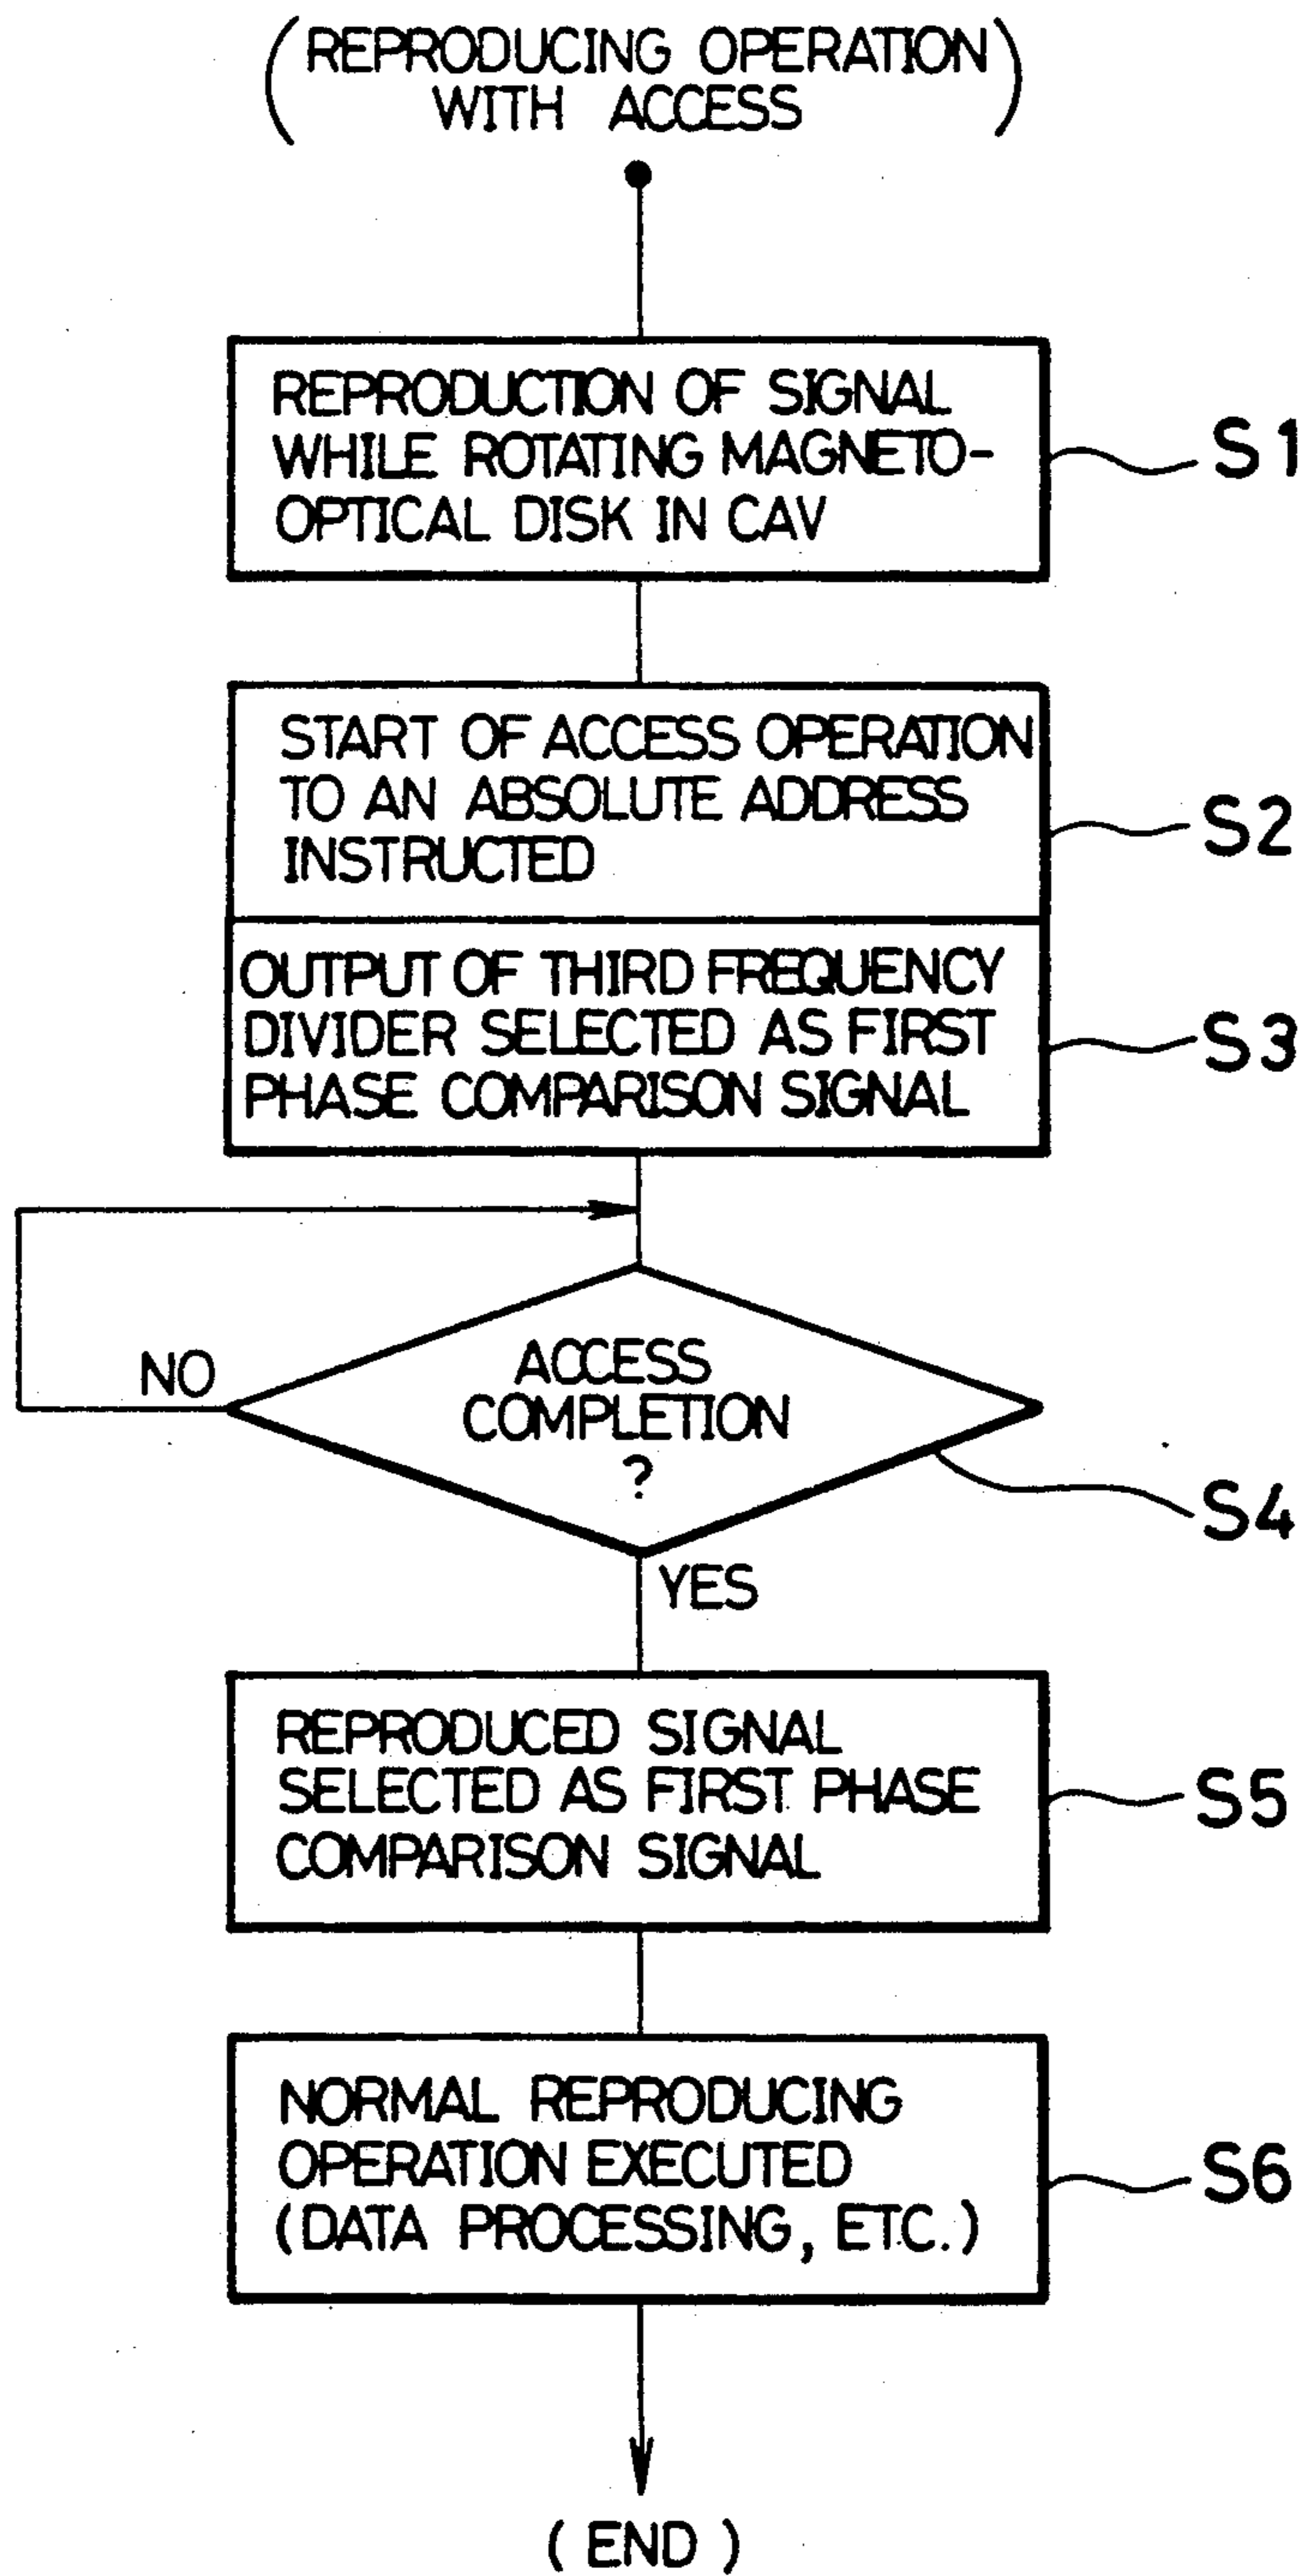 (REPRODUCING OPERATION
WITH ACCESS)
REPRODUCTION OF SIGNAL
WHILE ROTATING MAGNETO-
OPTICAL DISK IN CAV
S1
START OF ACCESS OPERATION
TO AN ABSOLUTE ADDRESS
INSTRUCTED
S2
OUTPUT OF THIRD FREQUENCY
DIVIDER SELECTED AS FIRST
PHASE COMPARISON SIGNAL
S3
ACCESS
COMPLETION
?
NO
S4
YES
REPRODUCED SIGNAL
SELECTED AS FIRST PHASE
COMPARISON SIGNAL
S5
NORMAL REPRODUCING
OPERATION EXECUTED
(DATA PROCESSING, ETC.)
S6
(END)